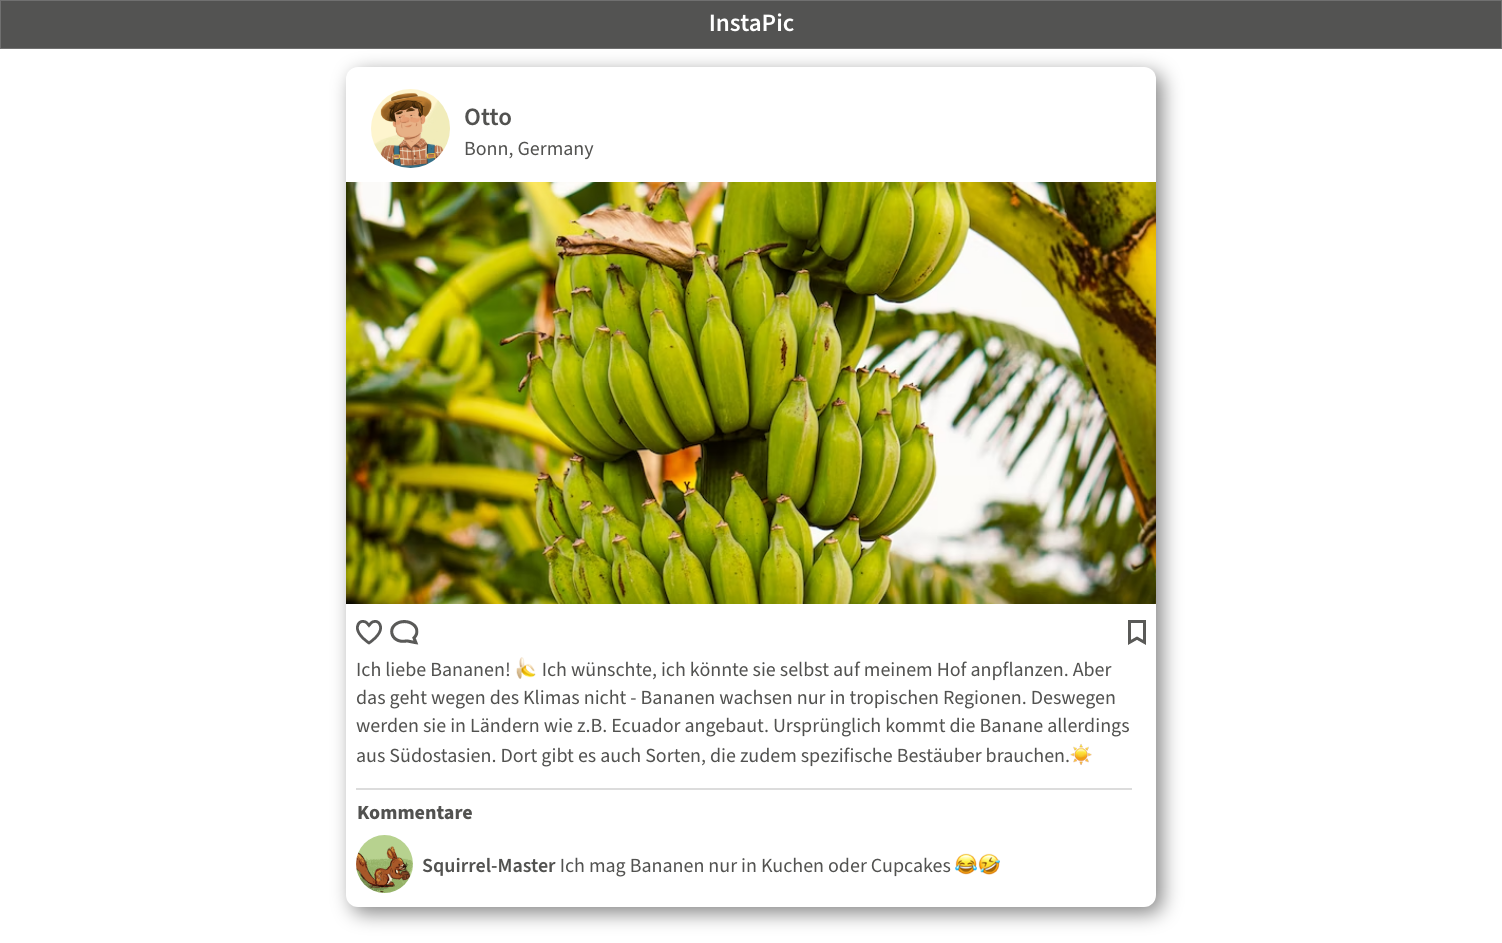 InstaPic
Otto
Bonn, Germany
Ich liebe Bananen! 🍌 Ich wünschte, ich könnte sie selbst auf meinem Hof anpflanzen. Aber
das geht wegen des Klimas nicht - Bananen wachsen nur in tropischen Regionen. Deswegen
werden sie in Ländern wie z.B. Ecuador angebaut. Ursprünglich kommt die Banane allerdings
aus Südostasien. Dort gibt es auch Sorten, die zudem spezifische Bestäuber brauchen.☀️
Kommentare
Squirrel-Master Ich mag Bananen nur in Kuchen oder Cupcakes 😂🤣